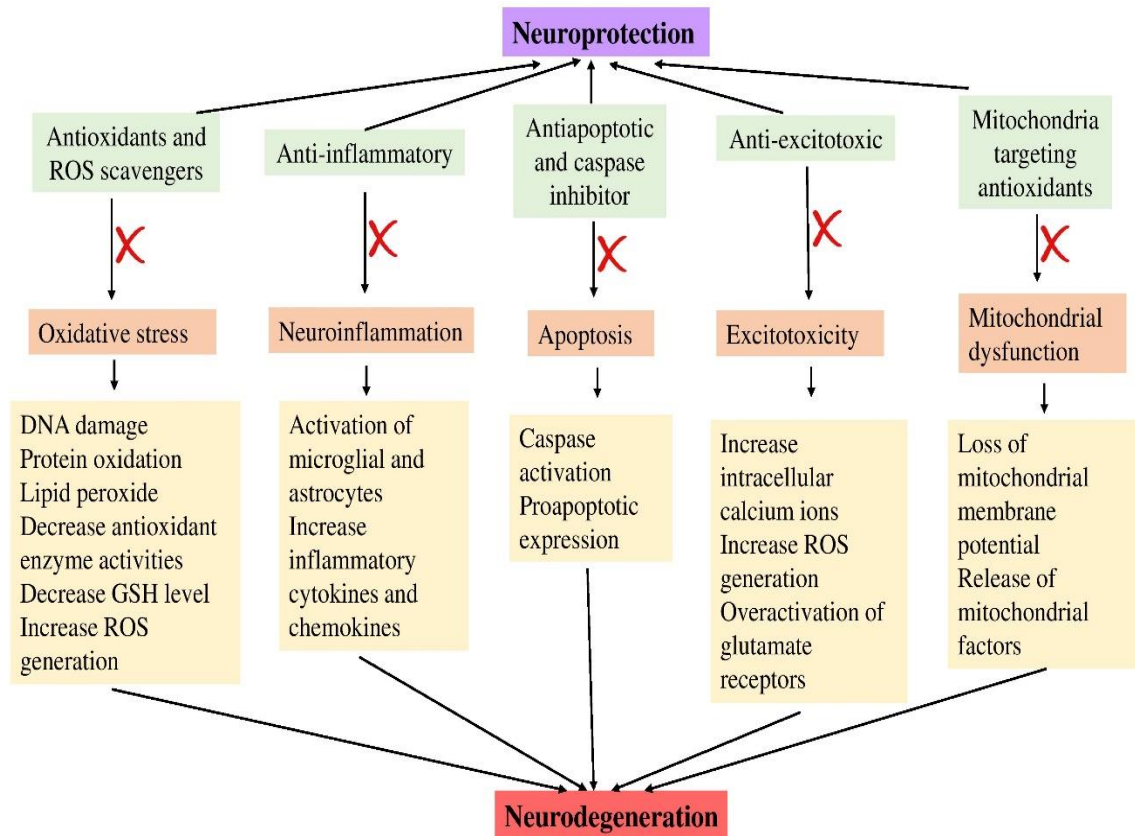 Neuroprotection
Antioxidants and
ROS scavengers
Anti-inflammatory
Antiapoptotic
and caspase
inhibitor
Anti-excitotoxic
Mitochondria
targeting
antioxidants
Oxidative stress
Neuroinflammation
Apoptosis
Excitotoxicity
Mitochondrial
dysfunction
DNA damage
Protein oxidation
Lipid peroxide
Decrease antioxidant
enzyme activities
Decrease GSH level
Increase ROS
generation
Activation of
microglial and
astrocytes
Increase
inflammatory
cytokines and
chemokines
Caspase
activation
Proapoptotic
expression
Increase
intracellular
calcium ions
Increase ROS
generation
Overactivation of
glutamate
receptors
Loss of
mitochondrial
membrane
potential
Release of
mitochondrial
factors
Neurodegeneration